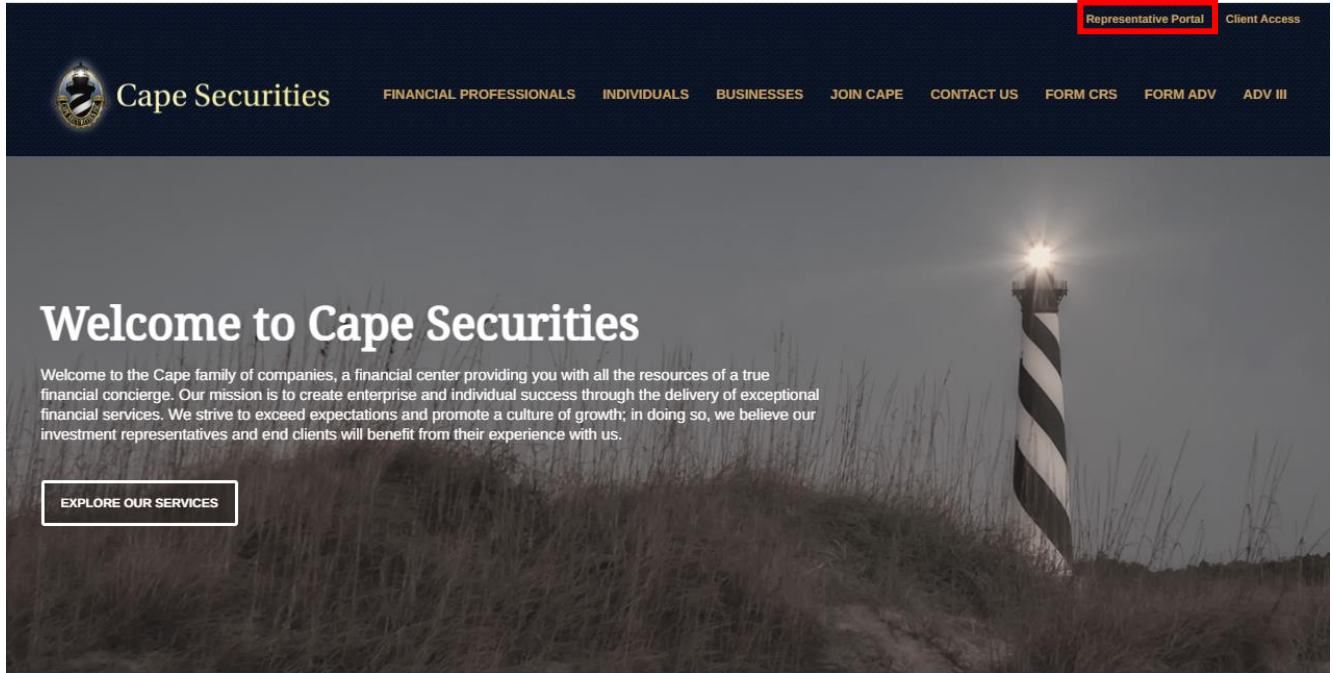 Representative Portal Client Access
Cape Securities
FINANCIAL PROFESSIONALS INDIVIDUALS BUSINESSES JOIN CAPE CONTACT US FORM CRS FORM ADV ADV III
Welcome to Cape Securities
Welcome to the Cape family of companies, a financial center providing you with all the resources of a true
financial concierge. Our mission is to create enterprise and individual success through the delivery of exceptional
financial services. We strive to exceed expectations and promote a culture of growth; in doing so, we believe our
investment representatives and end clients will benefit from their experience with us.
EXPLORE OUR SERVICES